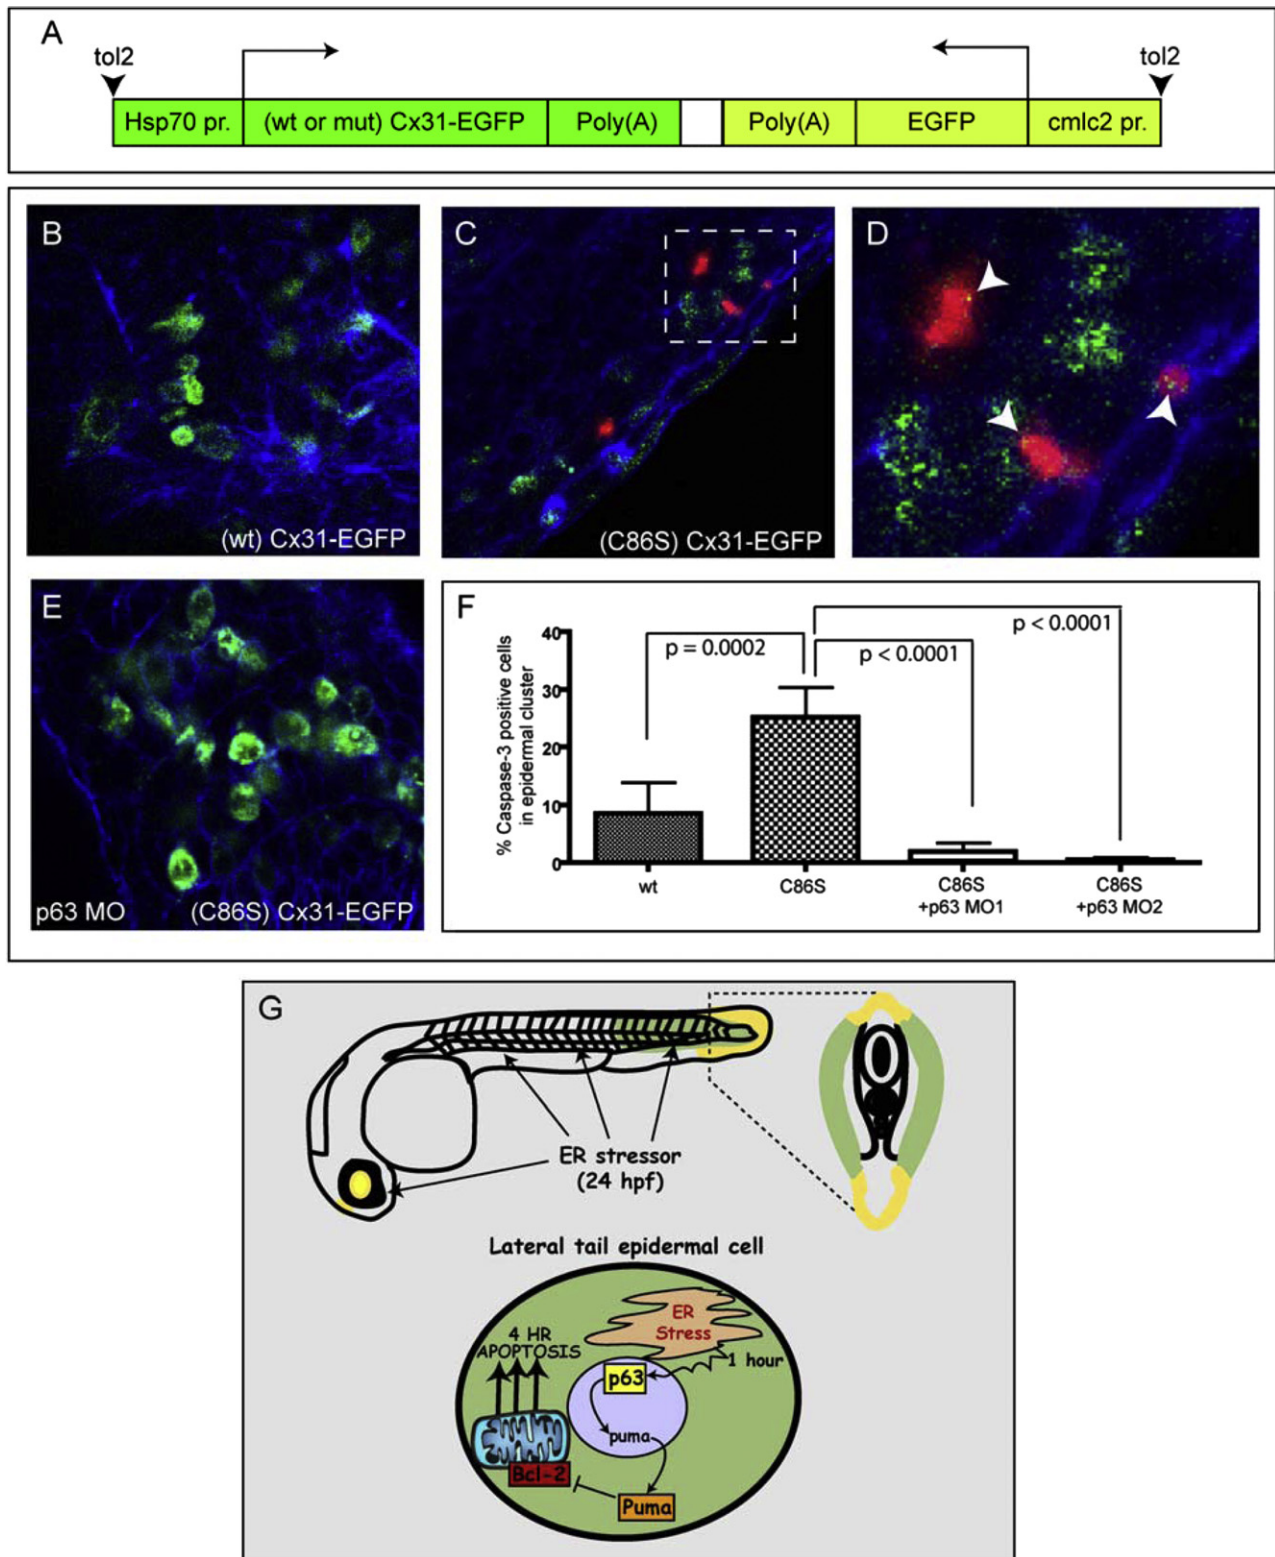 A
tol2
tol2
Hsp70 pr.
(wt or mut) Cx31-EGFP
Poly(A)
Poly(A)
EGFP
cmlc2 pr.
B
(wt) Cx31-EGFP
C
(C86S) Cx31-EGFP
D
E
p63 MO
(C86S) Cx31-EGFP
F
% Caspase-3 positive cells
in epidermal cluster
40
30
20
10
0
p = 0.0002
p < 0.0001
p < 0.0001
wt
C86S
C86S
+p63 MO1
C86S
+p63 MO2
G
ER stressor
(24 hpf)
Lateral tail epidermal cell
ER
Stress
1 hour
4 HR
APOPTOSIS
p63
puma
Bcl-2
Puma